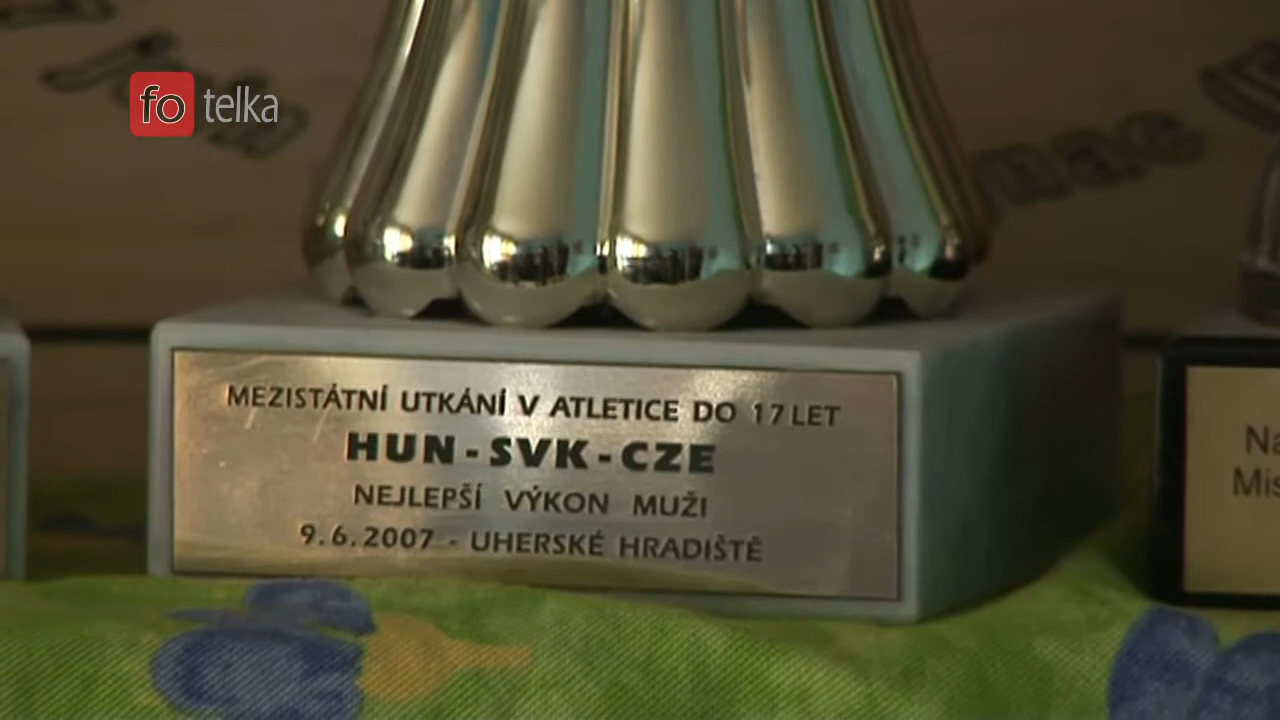 fo telka
MEZISTÁTNÍ UTKÁNÍ V ATLETICE DO 17 LET
HUN - SVK - CZE
NEJLEPŠÍ VÝKON MUŽI
9. 6. 2007 - UHERSKÉ HRADIŠTĚ